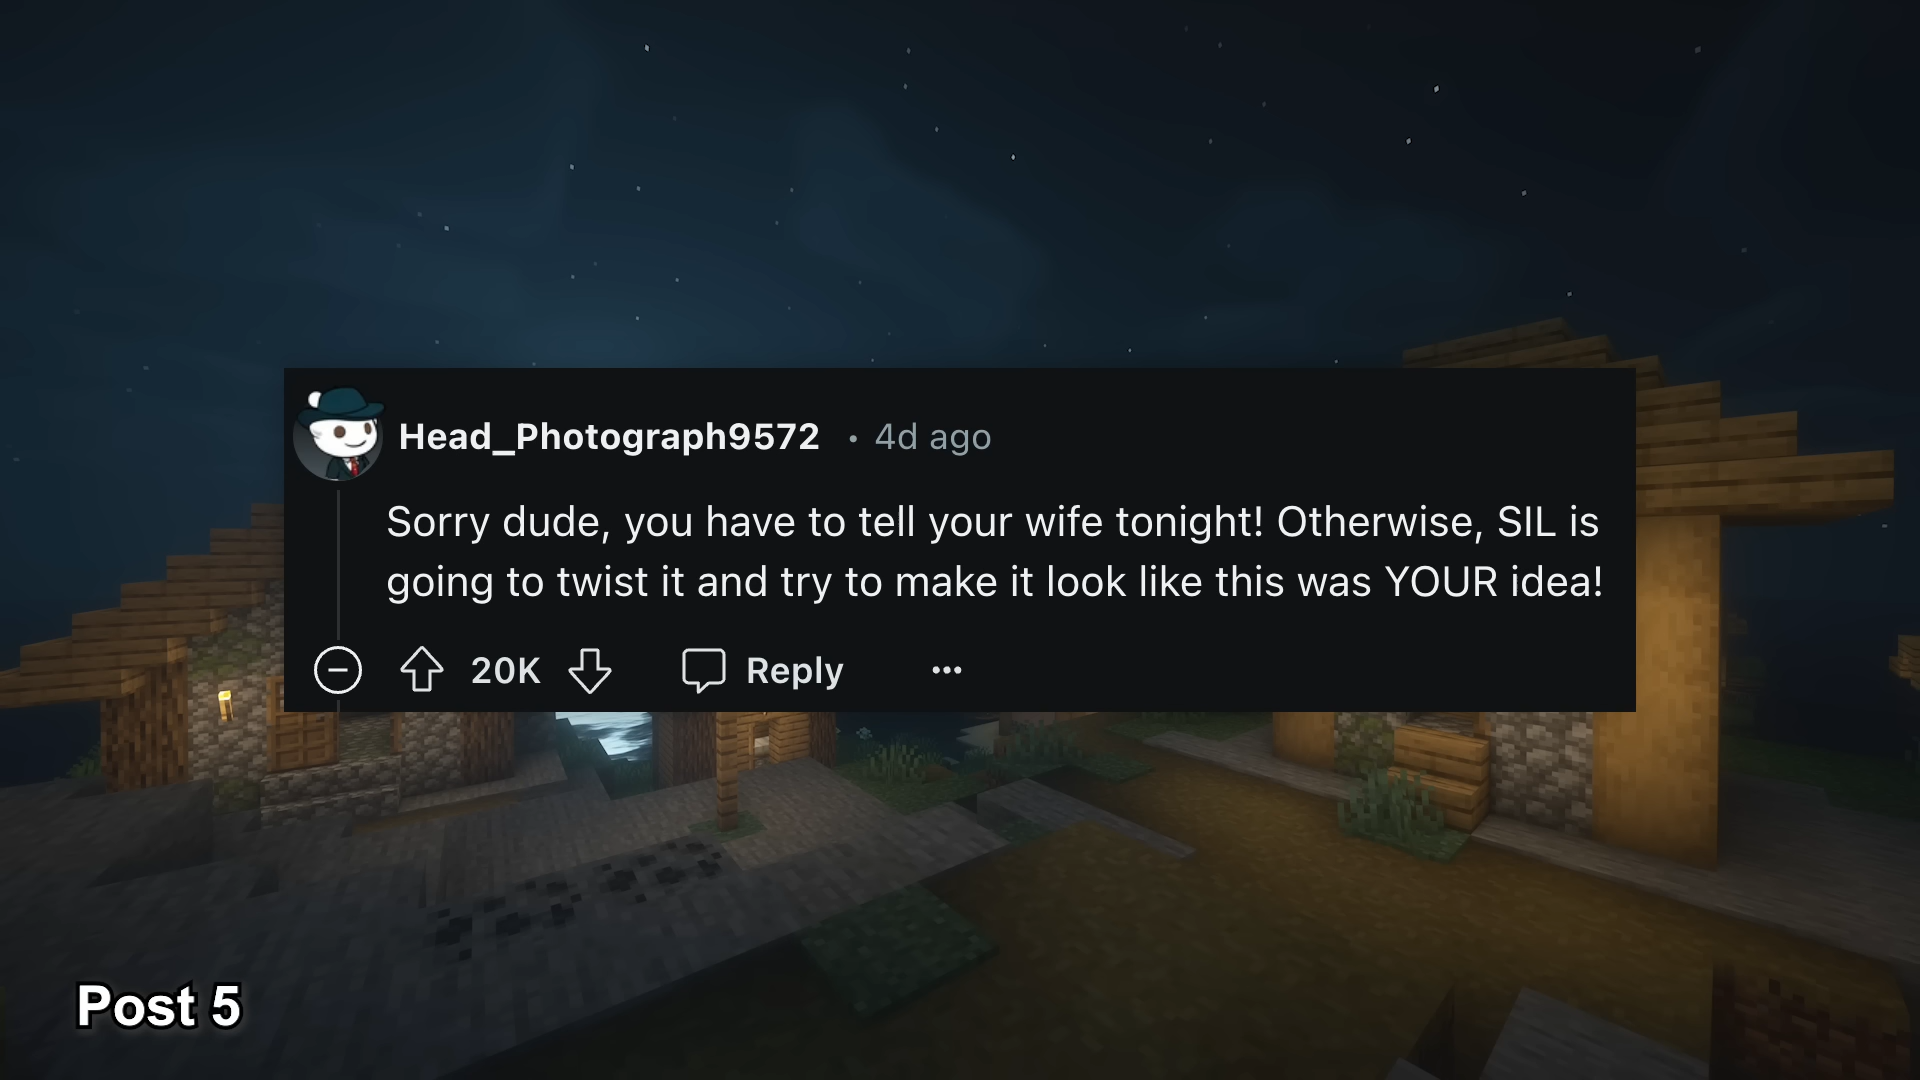 Head_Photograph9572 • 4d ago
Sorry dude, you have to tell your wife tonight! Otherwise, SIL is
going to twist it and try to make it look like this was YOUR idea!
20K Reply ...
Post 5